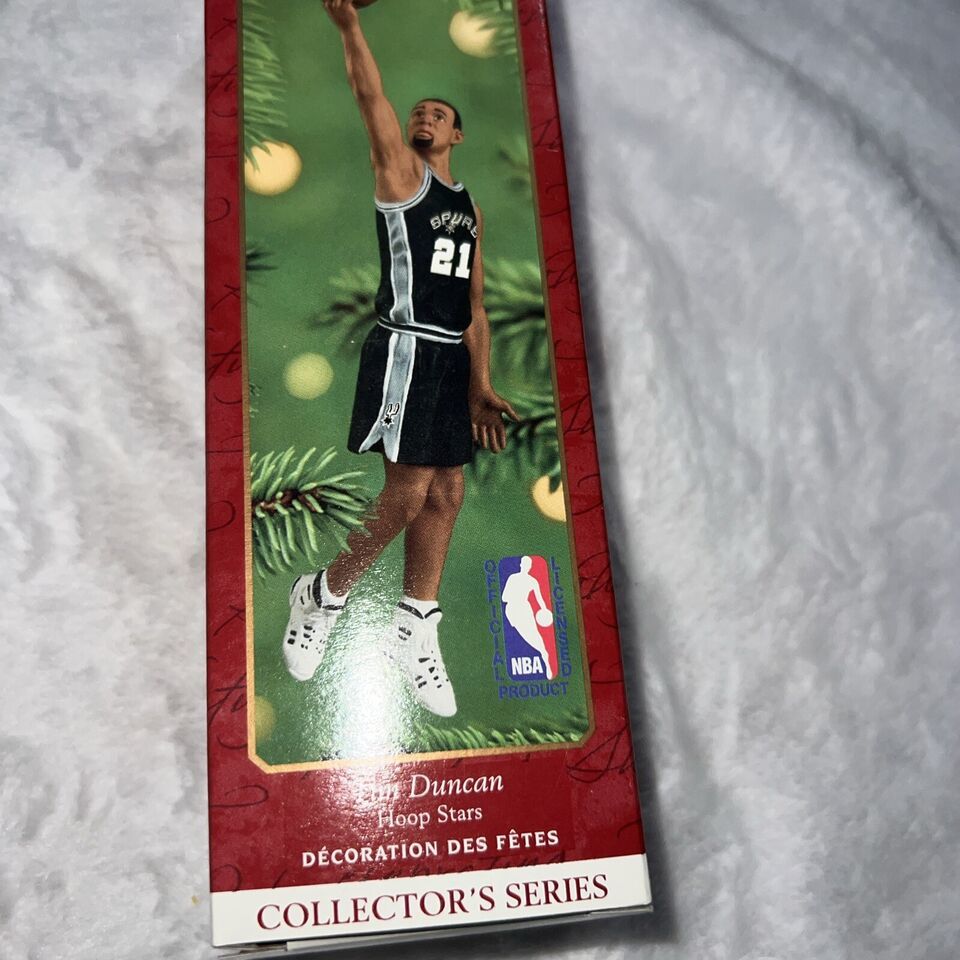 SPURS
21
OFFICIAL
LICENSED
NBA
PRODUCT
Tim Duncan
Hoop Stars
DÉCORATION DES FÊTES
COLLECTOR'S SERIES